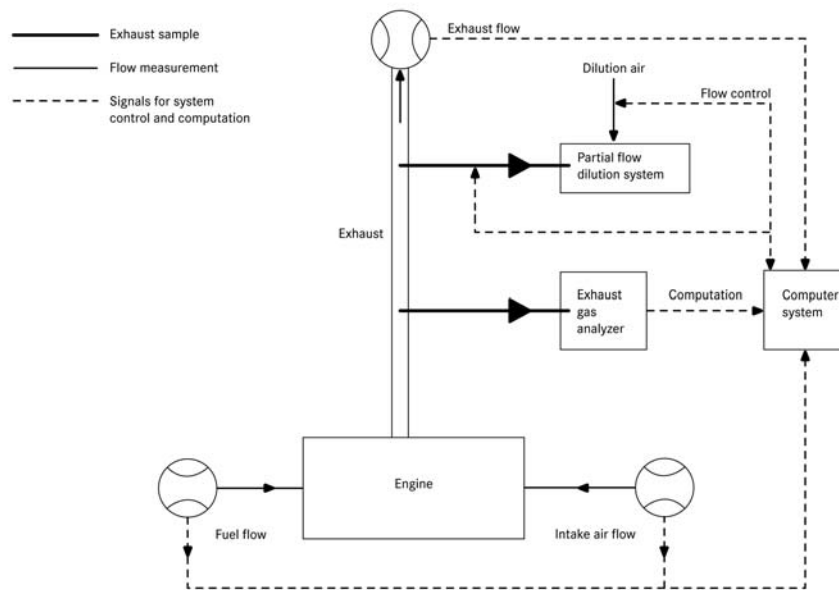 Exhaust sample
Flow measurement
Signals for system
control and computation
Exhaust flow
Dilution air
Flow control
Partial flow
dilution system
Exhaust
Exhaust
gas
analyzer
Computation
Computer
system
Engine
Fuel flow
Intake air flow